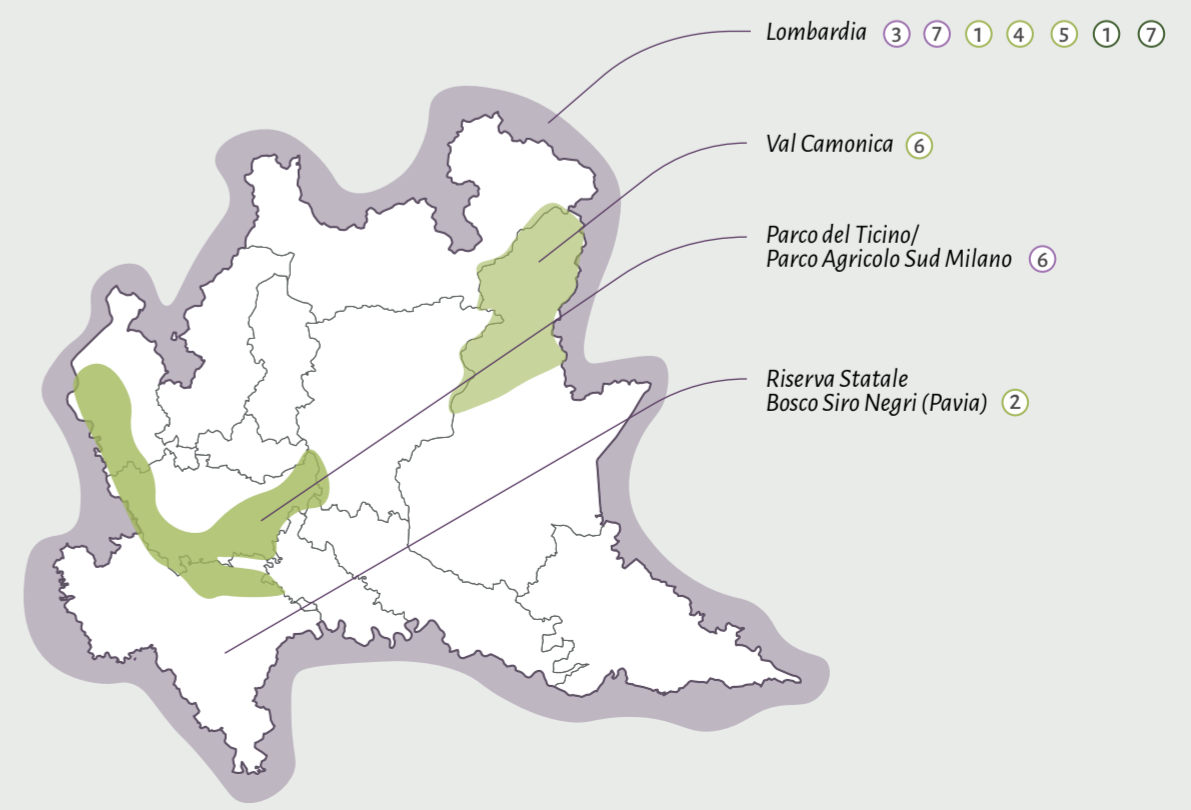 Lombardia 3 7 1 4 5 1 7
Val Camonica 6
Parco del Ticino/
Parco Agricolo Sud Milano 6
Riserva Statale
Bosco Siro Negri (Pavia) 2